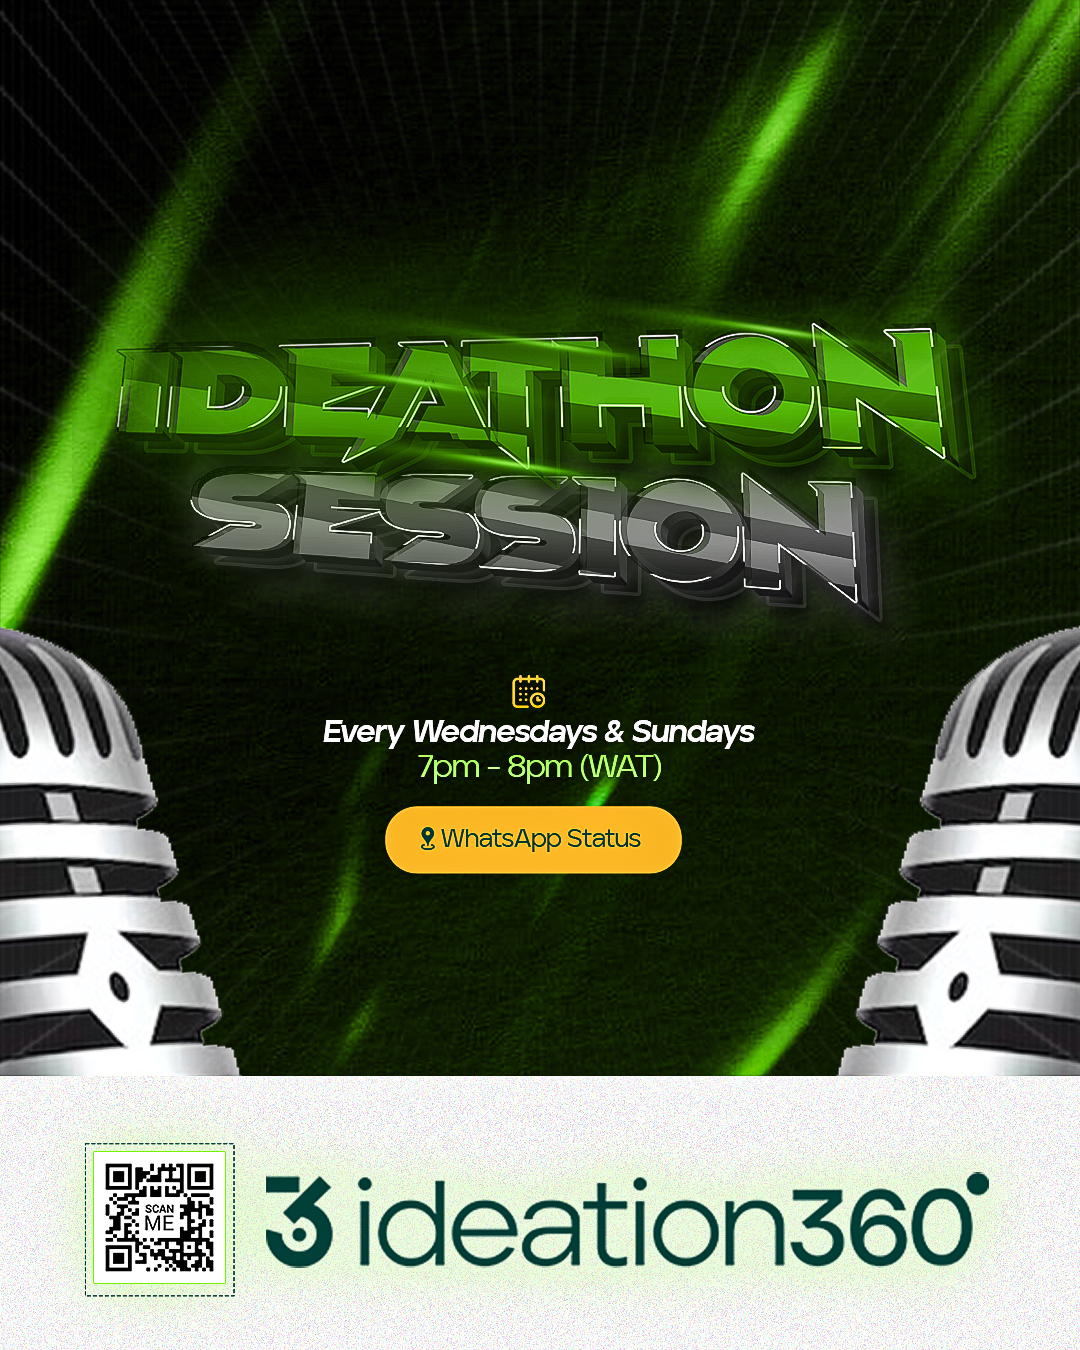 IDEATHON
SESSION
Every Wednesdays & Sundays
7pm - 8pm (WAT)
WhatsApp Status
SCAN
ME
ideation360